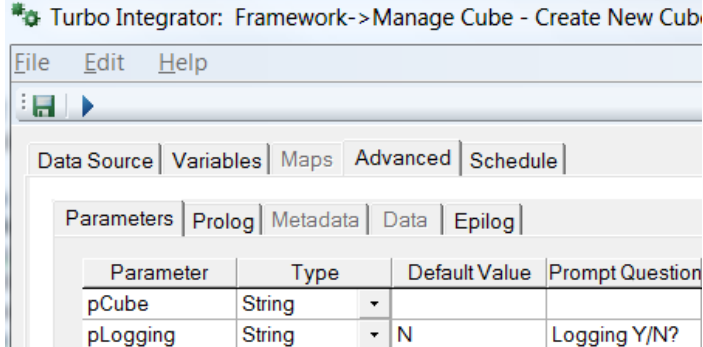 Turbo Integrator: Framework->Manage Cube - Create New Cub
File Edit Help
Data Source Variables Maps Advanced Schedule
Parameters Prolog Metadata Data Epilog
Parameter Type Default Value Prompt Question
pCube String
pLogging String N Logging Y/N?